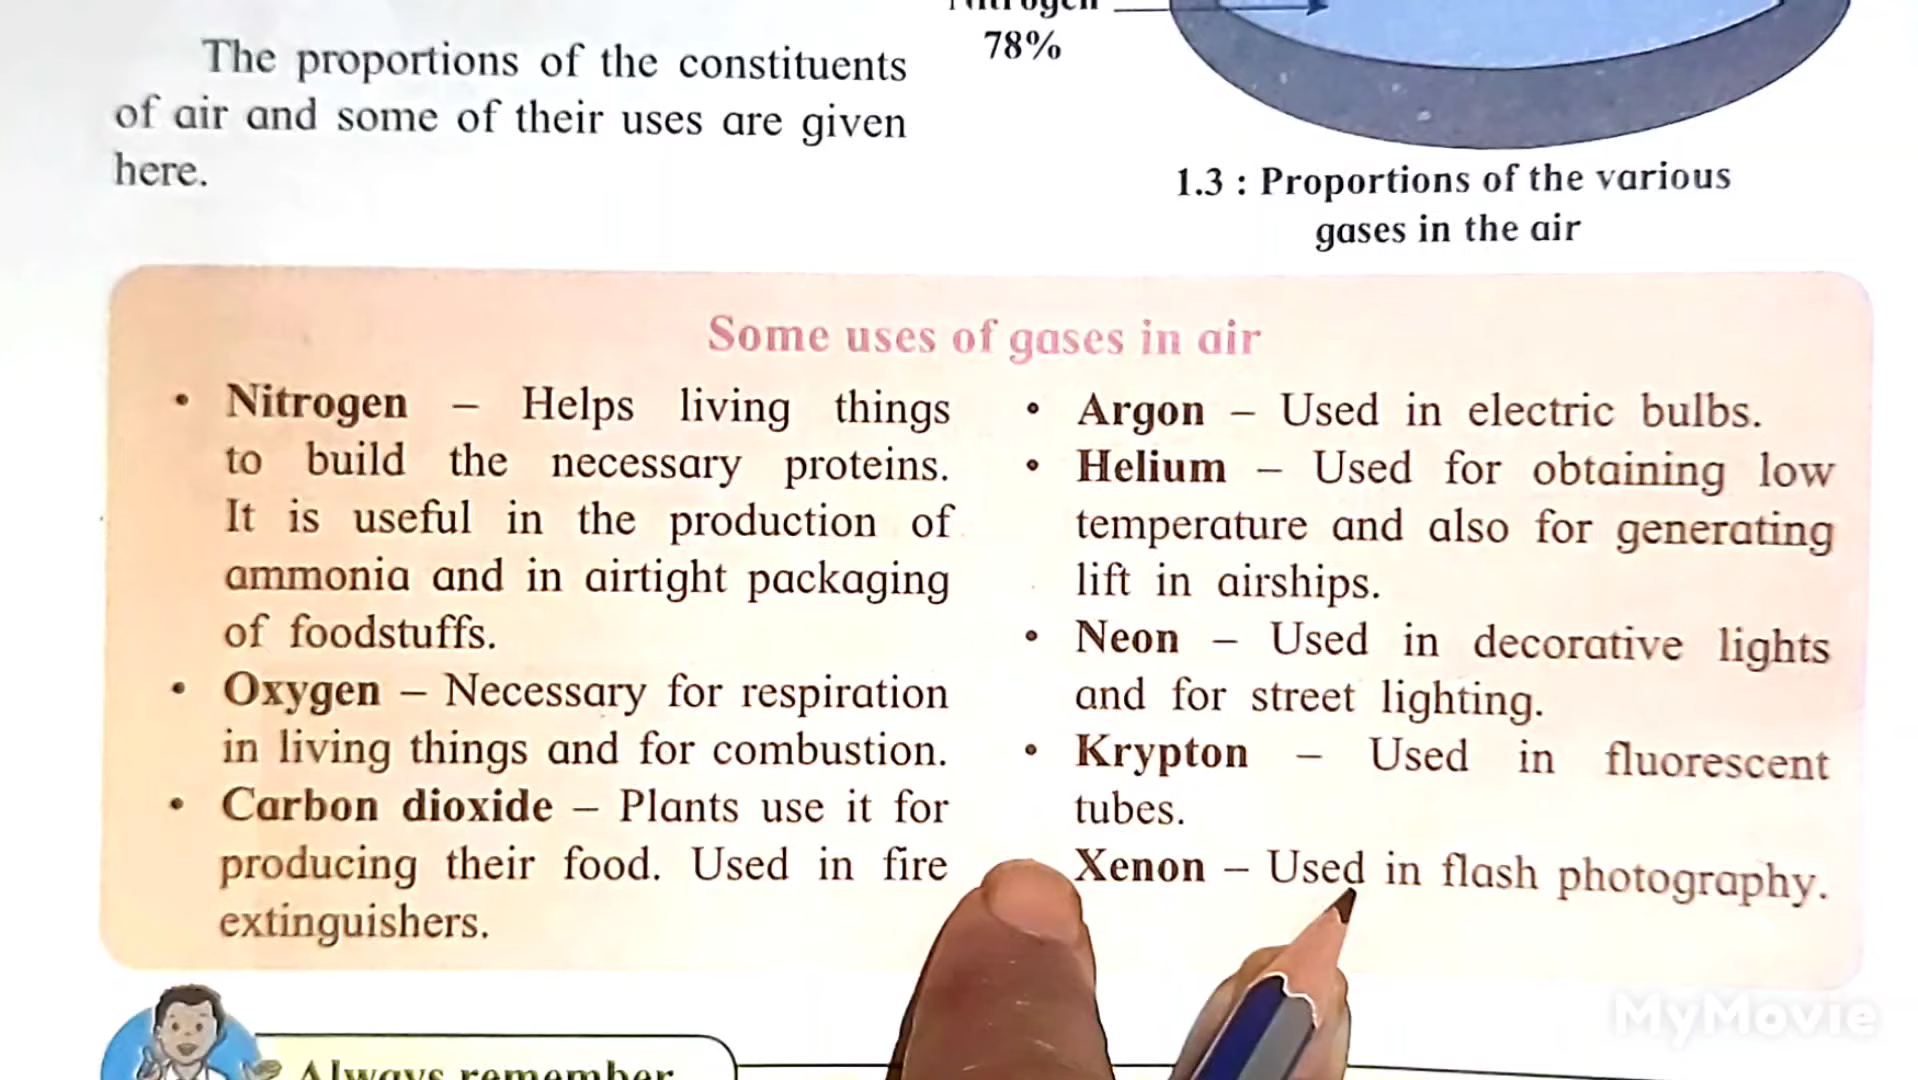 Nitrogen
78%
The proportions of the constituents
of air and some of their uses are given
here.
1.3 : Proportions of the various
gases in the air
Some uses of gases in air
• Nitrogen – Helps living things
to build the necessary proteins.
It is useful in the production of
ammonia and in airtight packaging
of foodstuffs.
• Oxygen – Necessary for respiration
in living things and for combustion.
• Carbon dioxide – Plants use it for
producing their food. Used in fire
extinguishers.
• Argon – Used in electric bulbs.
• Helium – Used for obtaining low
temperature and also for generating
lift in airships.
• Neon – Used in decorative lights
and for street lighting.
• Krypton – Used in fluorescent
tubes.
Xenon – Used in flash photography.
Always remember
MyMovie